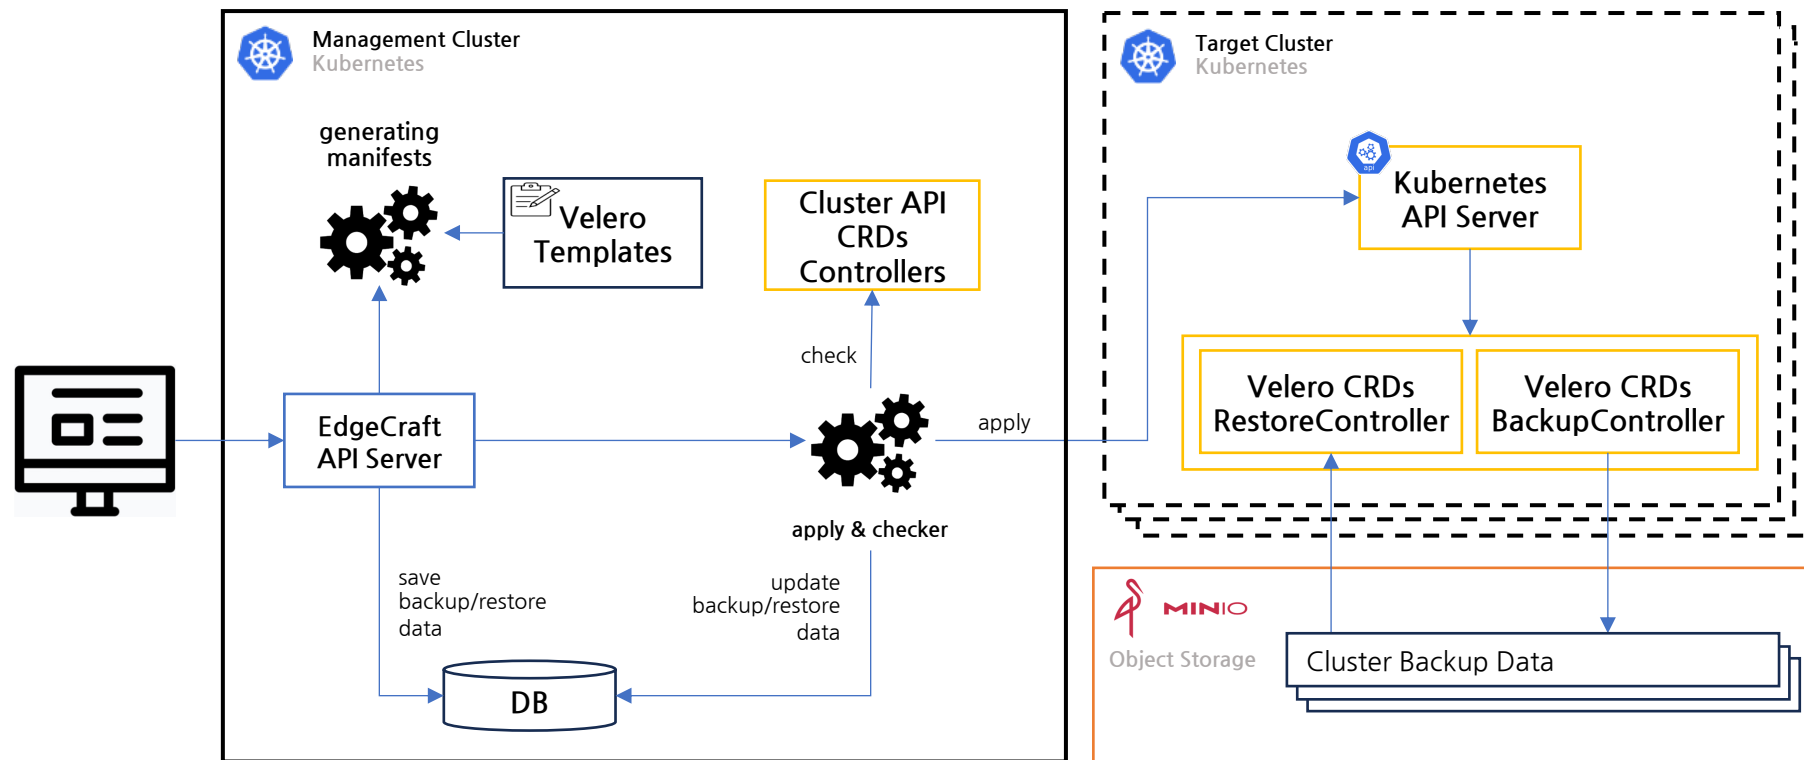 Management Cluster
Kubernetes
generating
manifests
Velero
Templates
Cluster API
CRDs
Controllers
check
EdgeCraft
API Server
apply
apply & checker
save
backup/restore
data
update
backup/restore
data
DB
Target Cluster
Kubernetes
api
Kubernetes
API Server
Velero CRDs
RestoreController
Velero CRDs
BackupController
MINIO
Object Storage
Cluster Backup Data